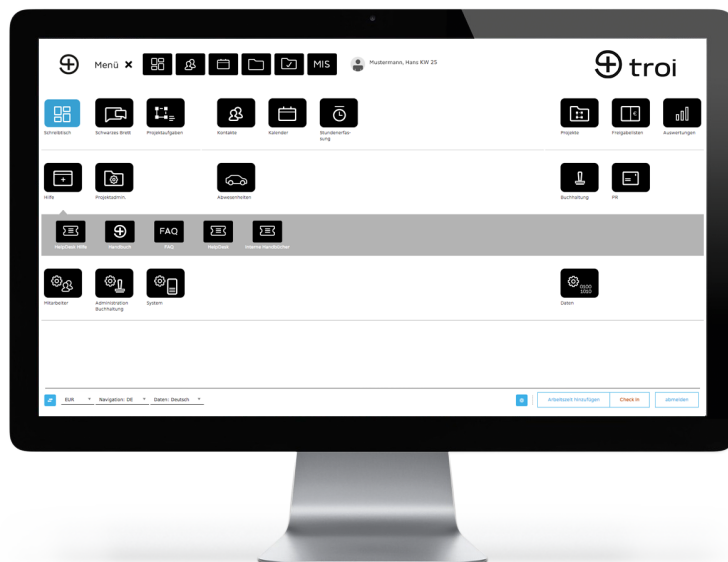 Menü
MIS
Mustermann, Hans KW 25
troi
Schreibtisch
Schwarzes Brett
Projektaufgaben
Kontakte
Kalender
Stundenerfas-
sung
Projekte
Freigabelisten
Auswertungen
Hilfe
Projektadmin.
Abwesenheiten
Buchhaltung
PR
FAQ
HelpDesk Hilfe
Handbuch
FAQ
HelpDesk
Interne Handbücher
Mitarbeiter
Administration
Buchhaltung
System
0100
1010
Daten
EUR
Navigation: DE
Daten: Deutsch
Arbeitszeit hinzufügen
Check in
abmelden